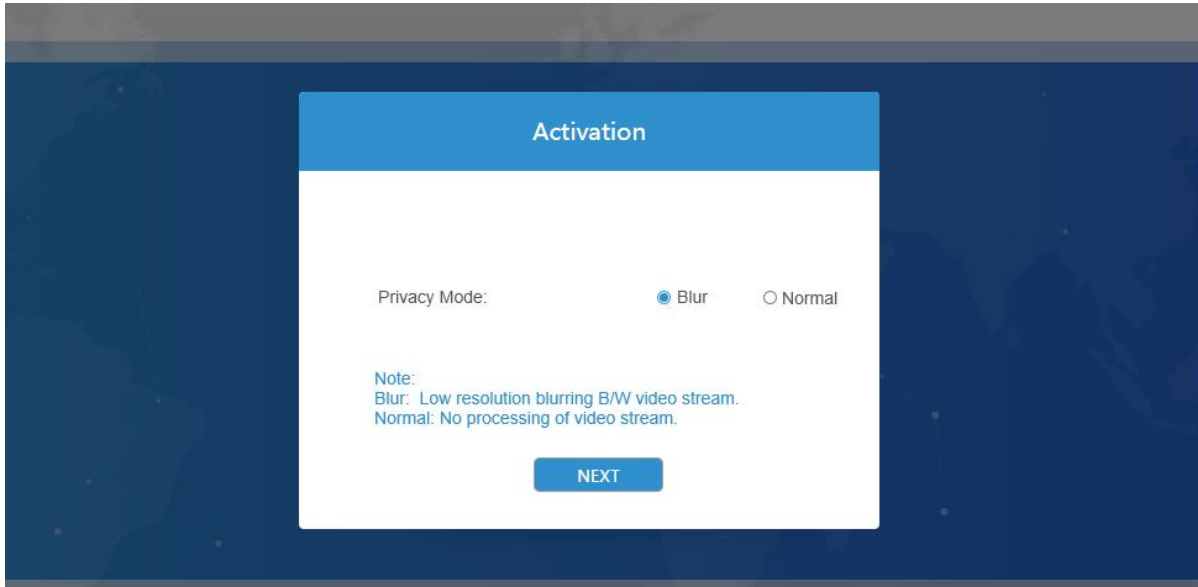 Activation
Privacy Mode: Blur Normal
Note:
Blur: Low resolution blurring B/W video stream.
Normal: No processing of video stream.
NEXT